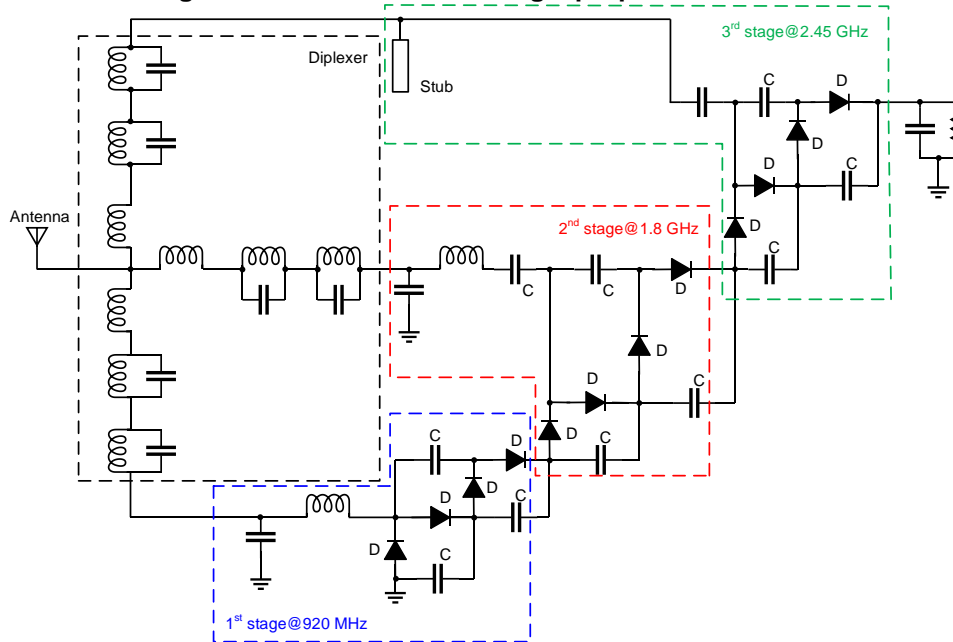 3rd stage@2.45 GHz
Diplexer
Stub
C
D
D
D
C
Antenna
2nd stage@1.8 GHz
D
C
C
C
D
D
D
C
D
C
C
D
C
D
D
C
D
C
1st stage@920 MHz